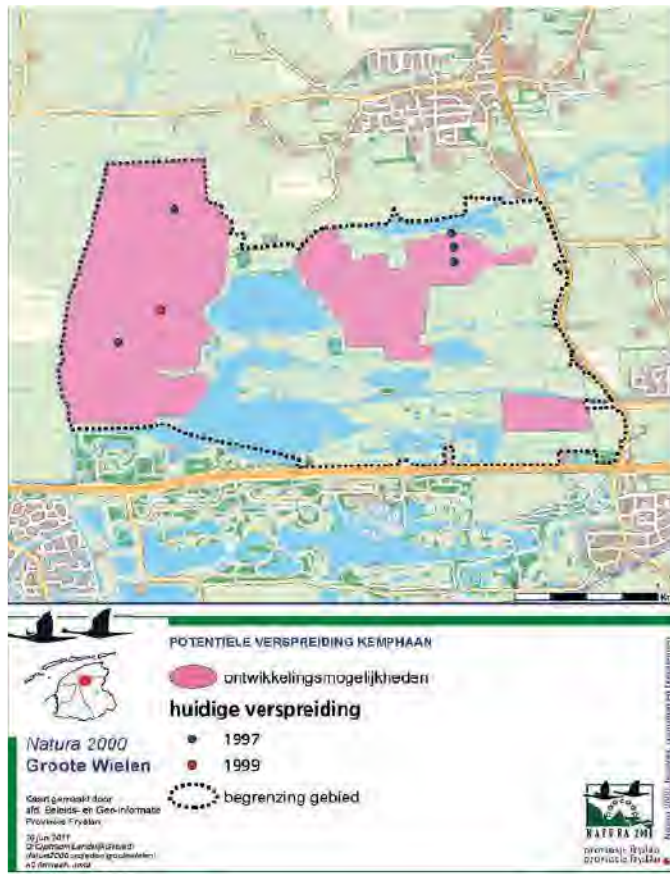 POTENTIELE VERSPREIDING KEMPHAAN
ontwikkelingsmogelijkheden
huidige verspreiding
1997
1999
begrenzing gebied
Natura 2000
Groote Wielen
Kaart gemaakt door
afd. Beleids- en Geo-informatie
Provincie Fryslân
2011
NATURA 2000
provinsje fryslân
provincie fryslân